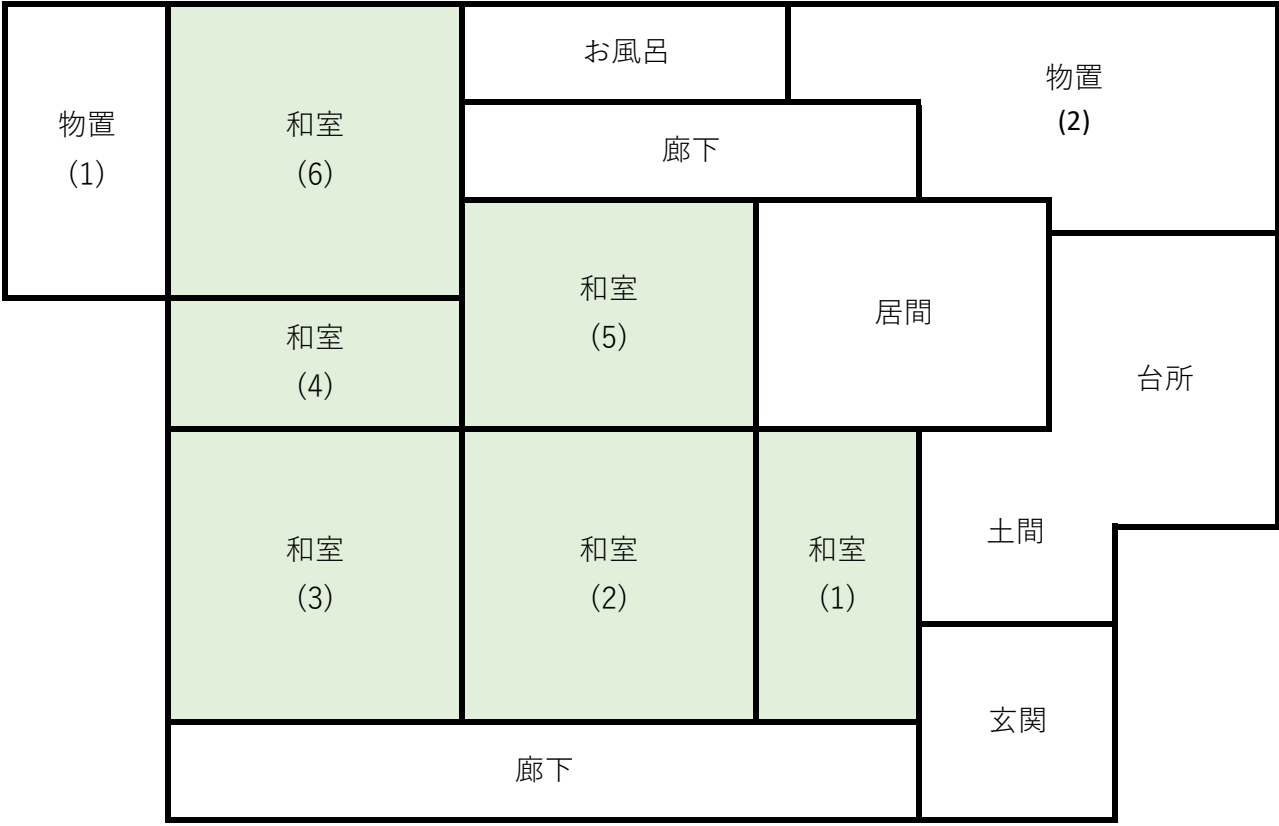 お風呂
物置
(2)
物置
(1)
和室
(6)
廊下
和室
(5)
居間
和室
(4)
台所
和室
(3)
和室
(2)
和室
(1)
土間
玄関
廊下